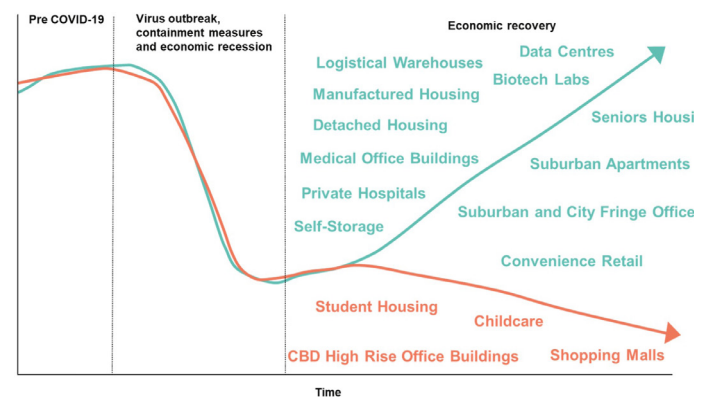 Pre COVID-19
Virus outbreak,
containment measures
and economic recession
Economic recovery
Data Centres
Logistical Warehouses
Biotech Labs
Manufactured Housing
Seniors Housi
Detached Housing
Medical Office Buildings
Suburban Apartments
Private Hospitals
Suburban and City Fringe Office
Self-Storage
Convenience Retail
Student Housing
Childcare
CBD High Rise Office Buildings
Shopping Malls
Time